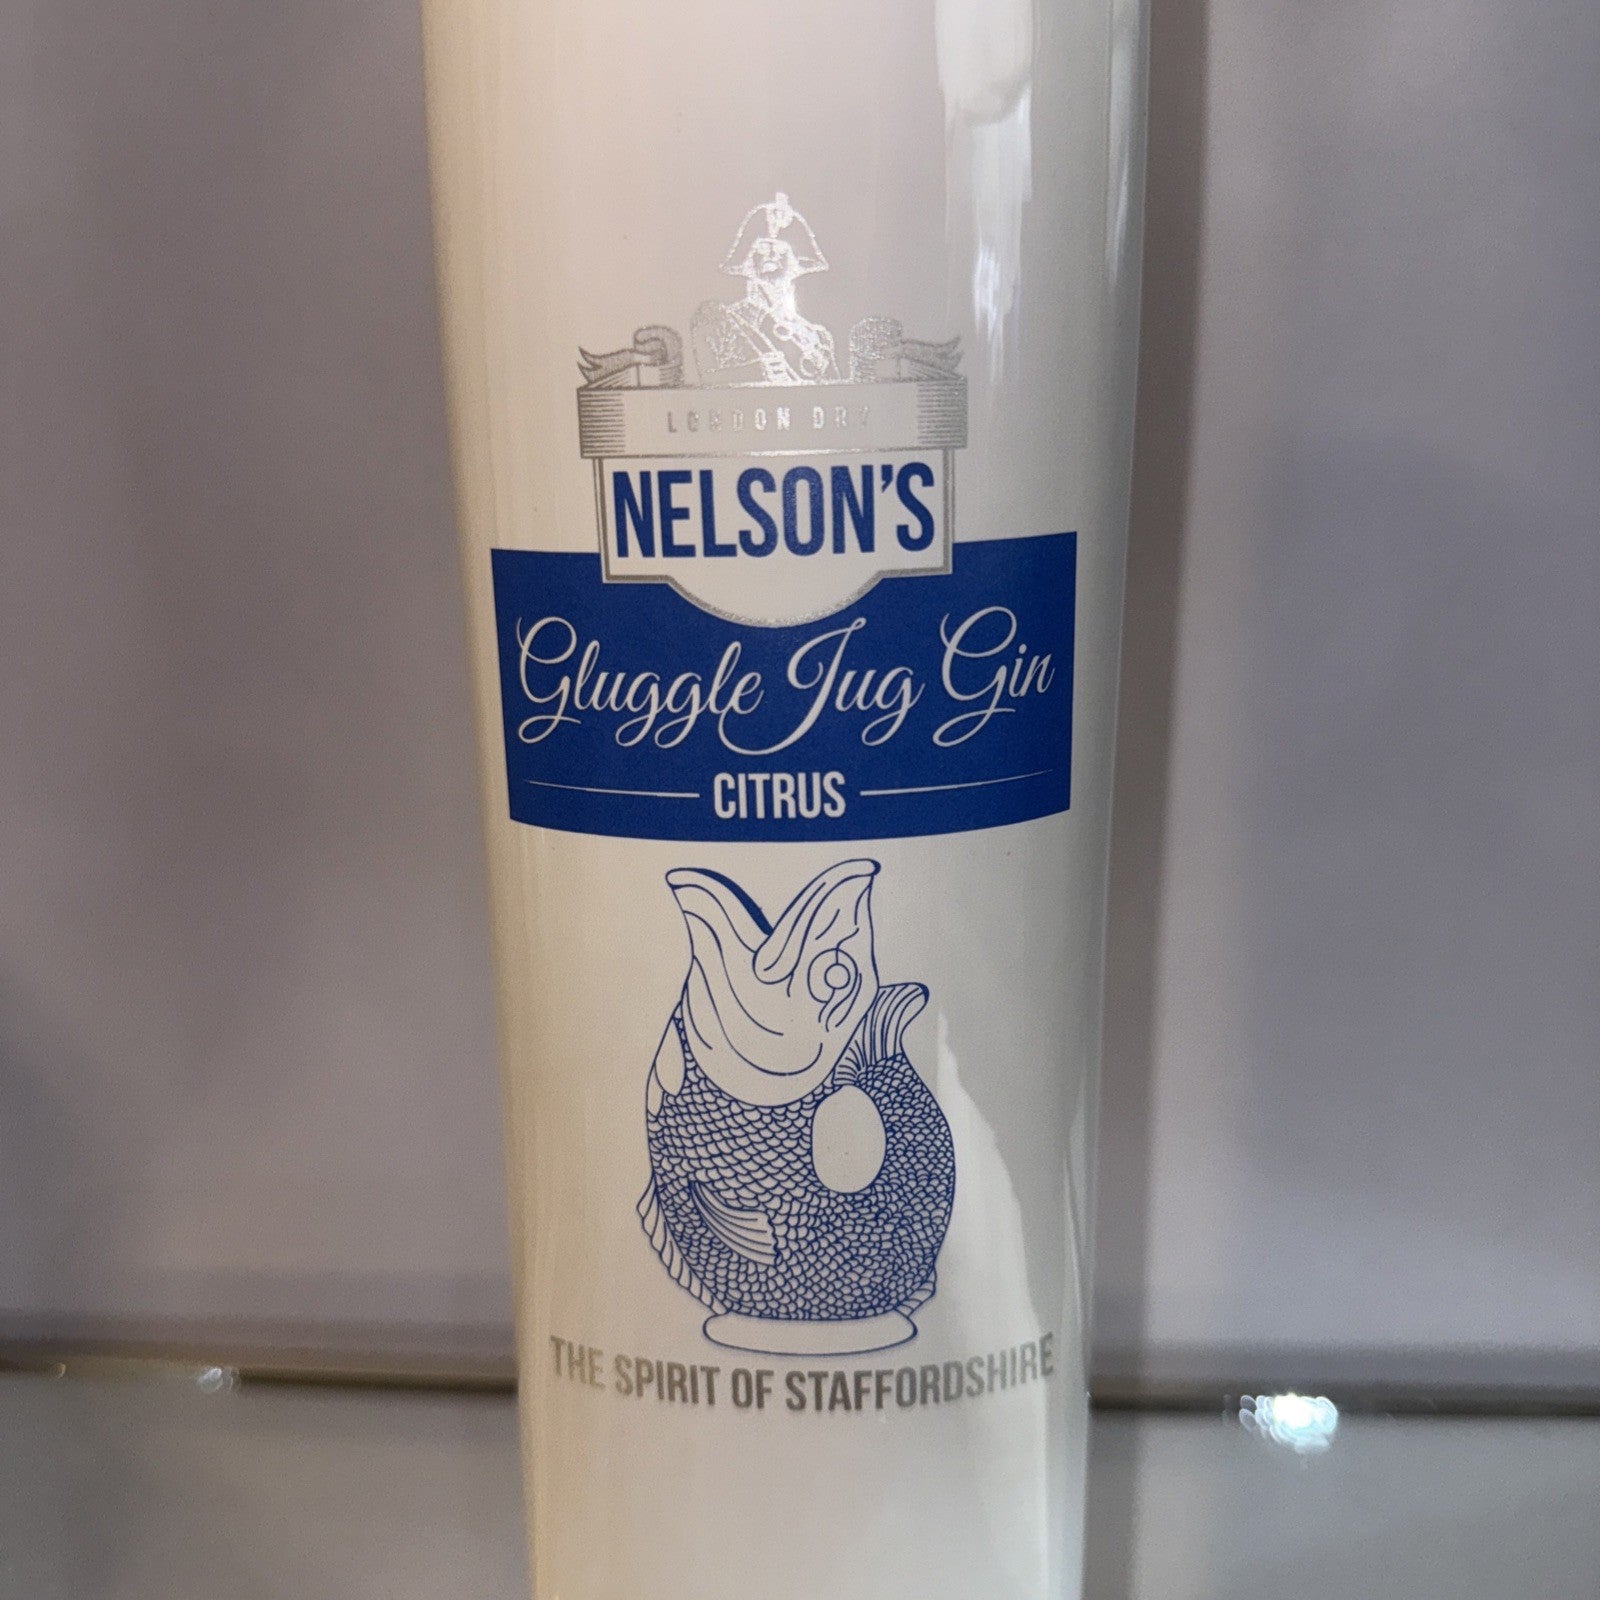 LONDON DRY
NELSON'S
Gluggle Jug Gin
CITRUS
THE SPIRIT OF STAFFORDSHIRE